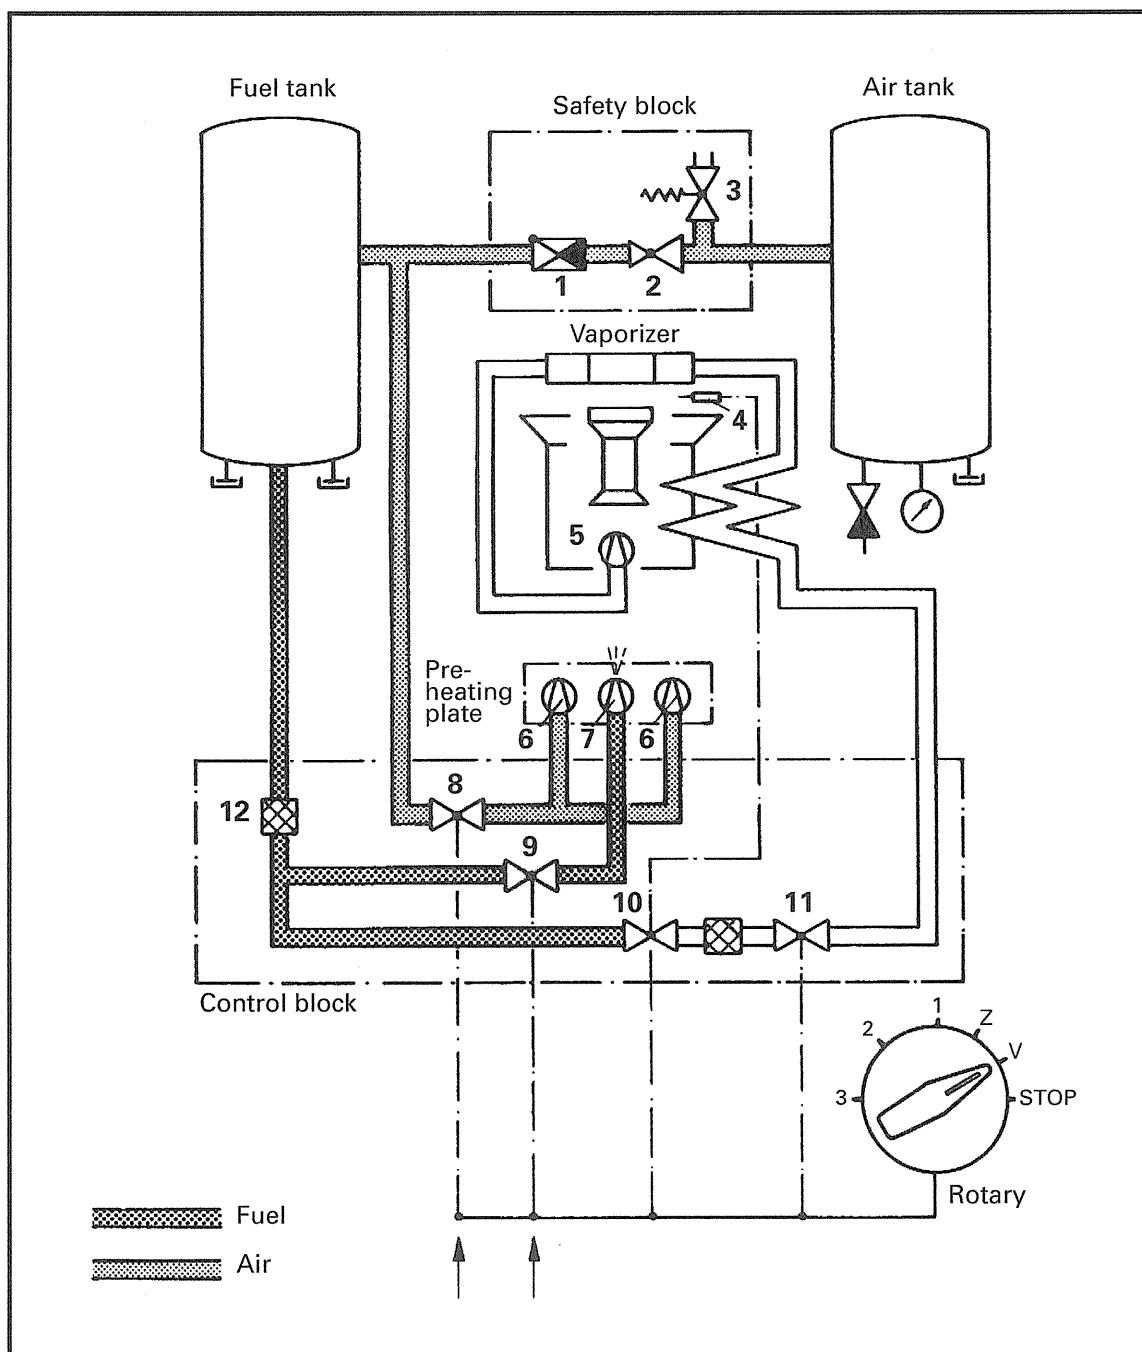 Fuel tank
Safety block
Air tank
3
1
2
Vaporizer
4
5
Pre-
heating
plate
6
7
6
8
12
9
10
11
Control block
1
Z
2
V
3
STOP
Rotary
Fuel
Air